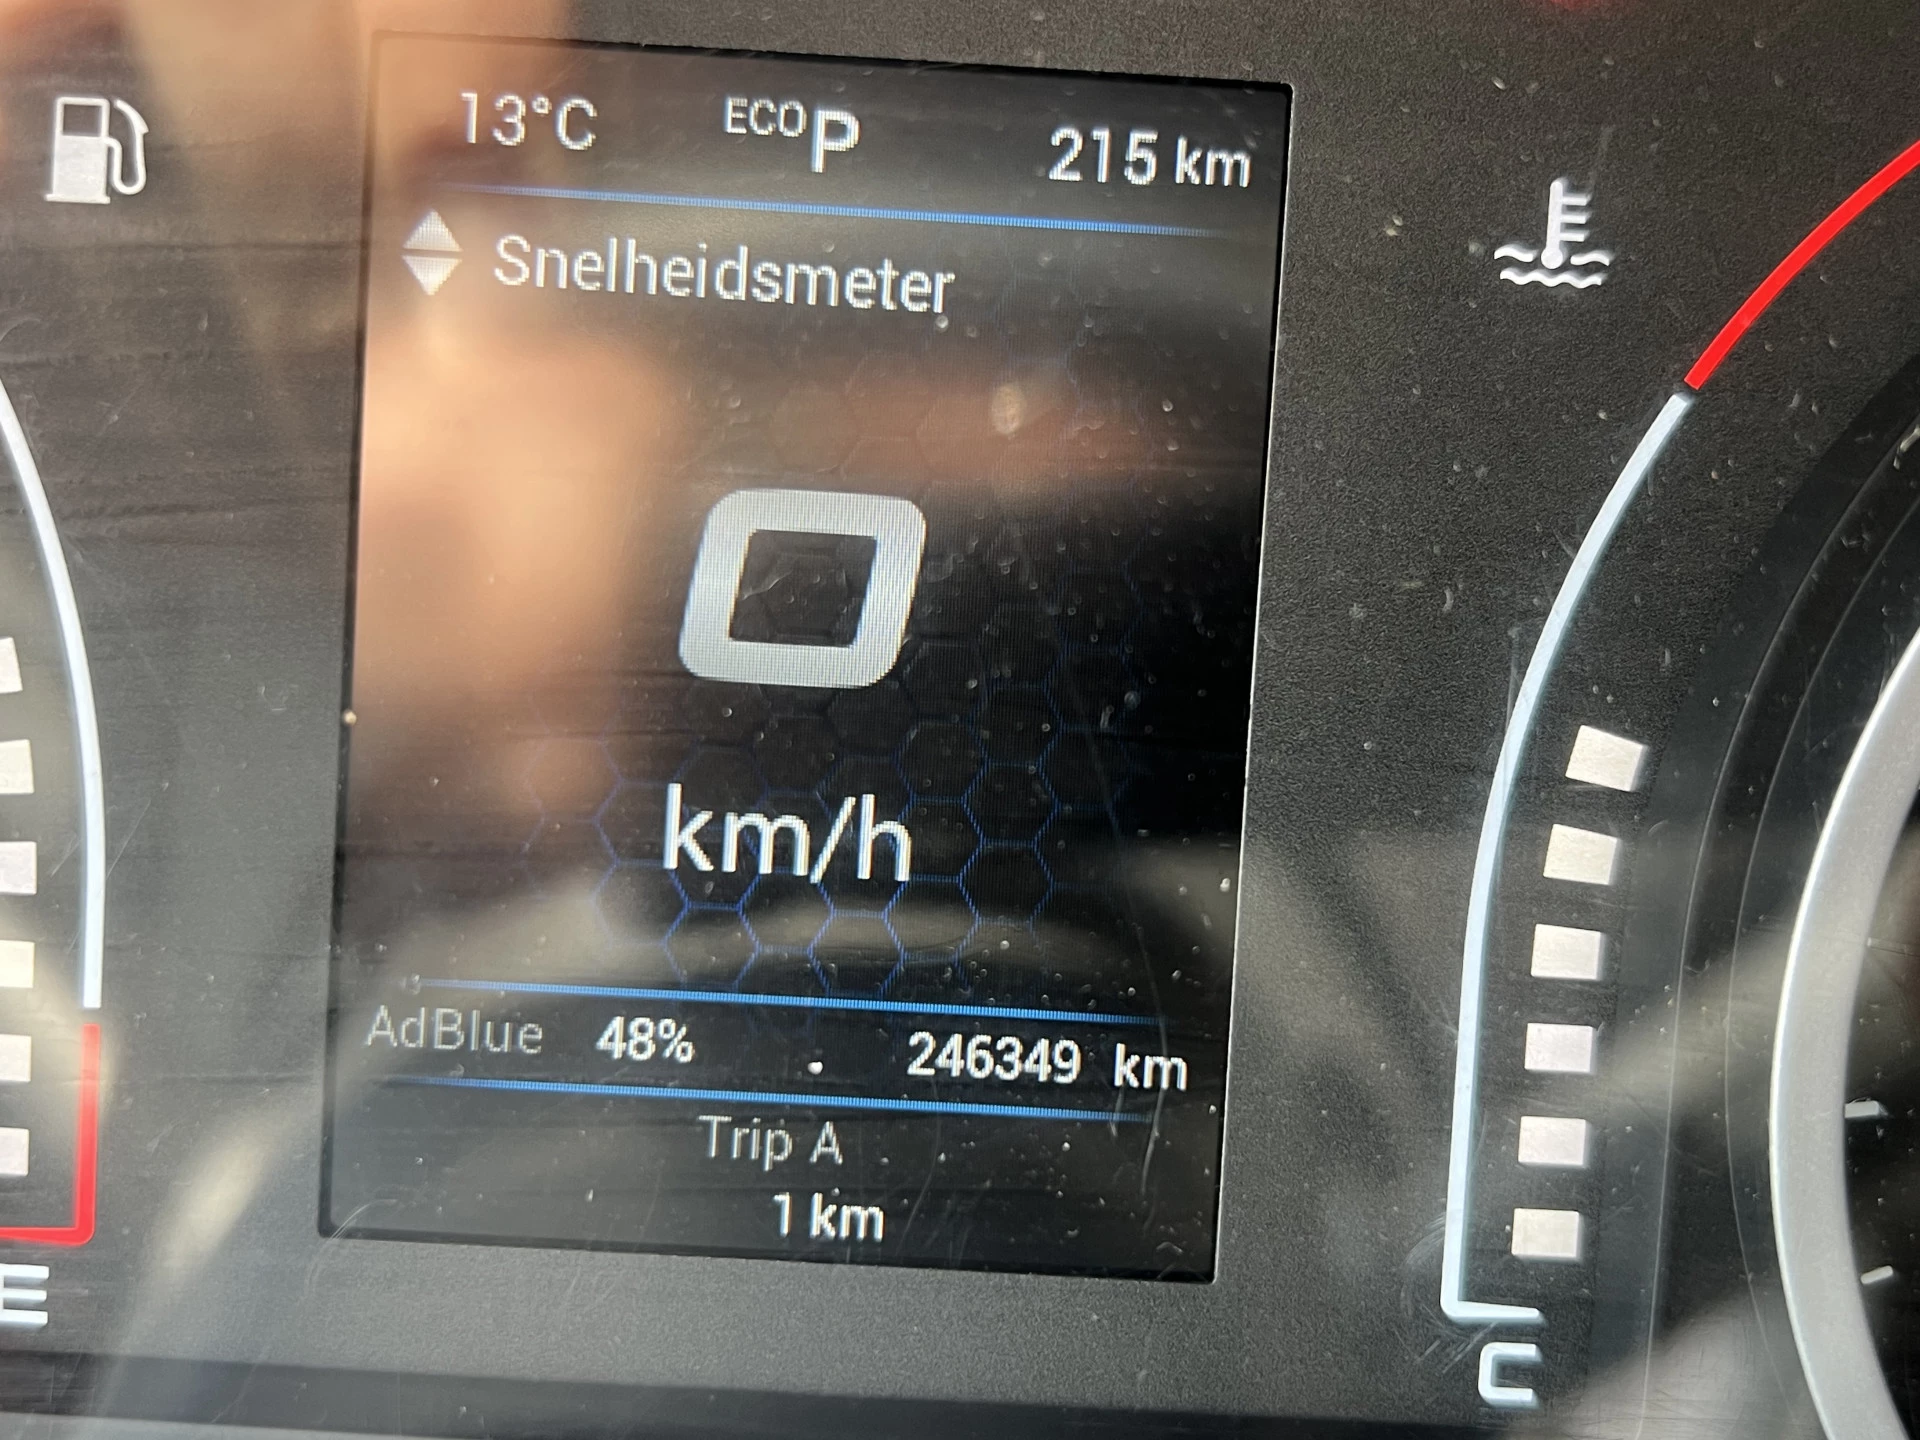 13°C ECO P 215 km
Snelheidsmeter
0
km/h
AdBlue 48% 246349 km
Trip A
1 km
E
C